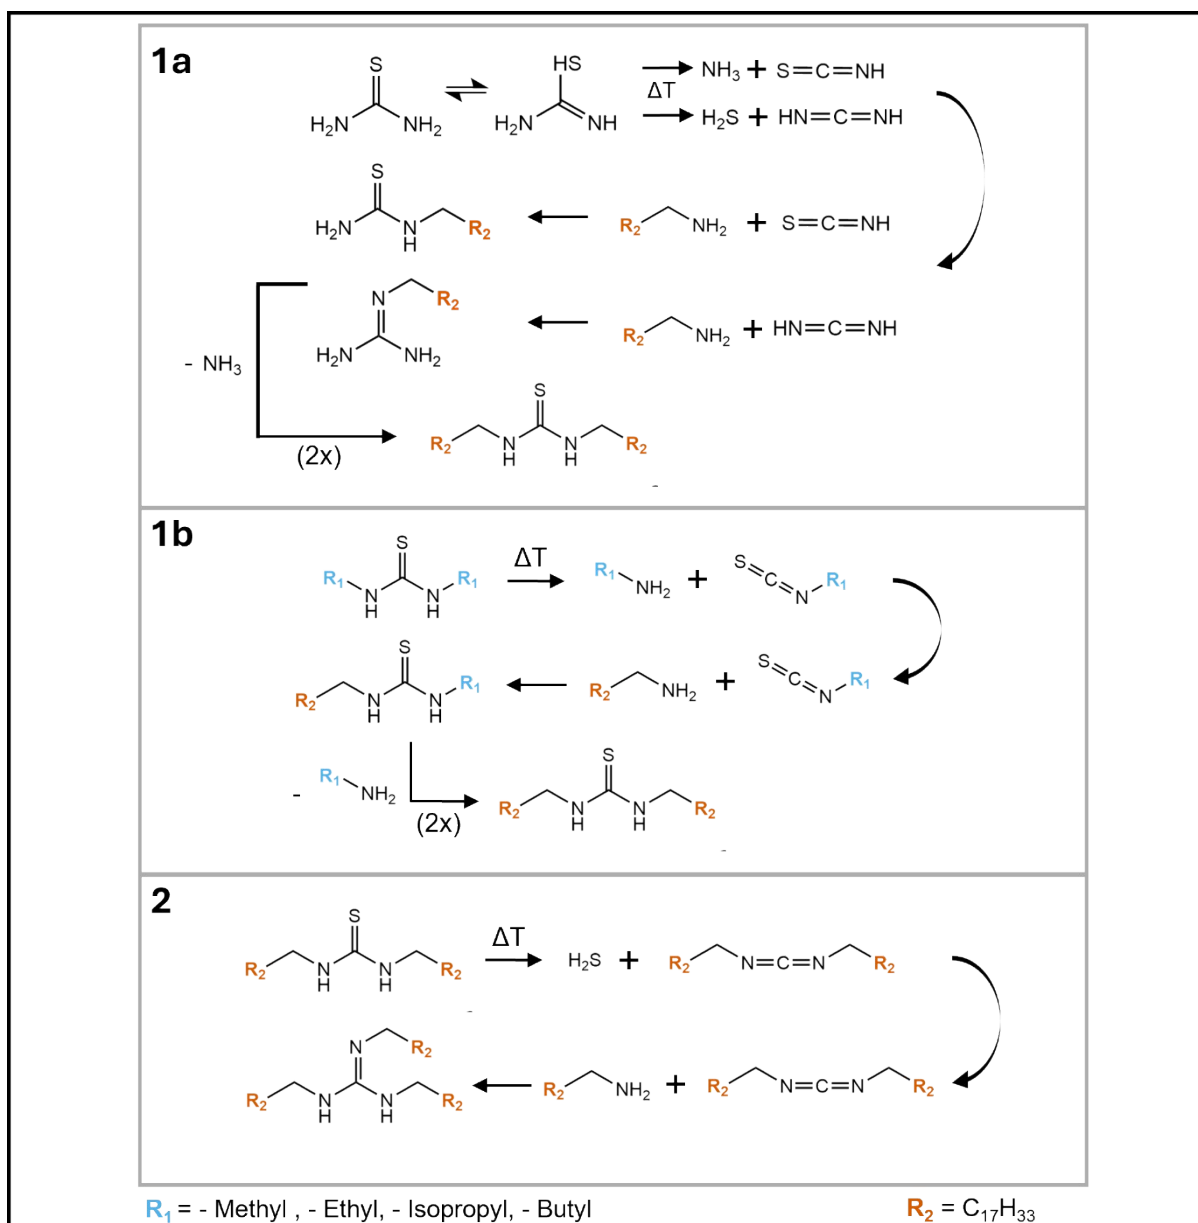 1a
S HS
H₂N NH₂ ⇌ H₂N NH ΔT NH₃ + S=C=NH
H₂S + HN=C=NH
S
H₂N N H R₂ ← R₂ NH₂ + S=C=NH
N R₂
H₂N NH₂ ← R₂ NH₂ + HN=C=NH
- NH₃
S
R₂ N H N H R₂
(2x)
-
1b
S
R₁ N H N H R₁ ΔT R₁ NH₂ + S=C=N R₁
S
R₂ N H N H R₁ ← R₂ NH₂ + S=C=N R₁
- R₁ NH₂
S
(2x) R₂ N H N H R₂
-
2
S
R₂ N H N H R₂ ΔT H₂S + R₂ N=C=N R₂
-
N R₂
R₂ N H N H R₂ ← R₂ NH₂ + R₂ N=C=N R₂
R₁ = - Methyl , - Ethyl, - Isopropyl, - Butyl
R₂ = C₁₇H₃₃